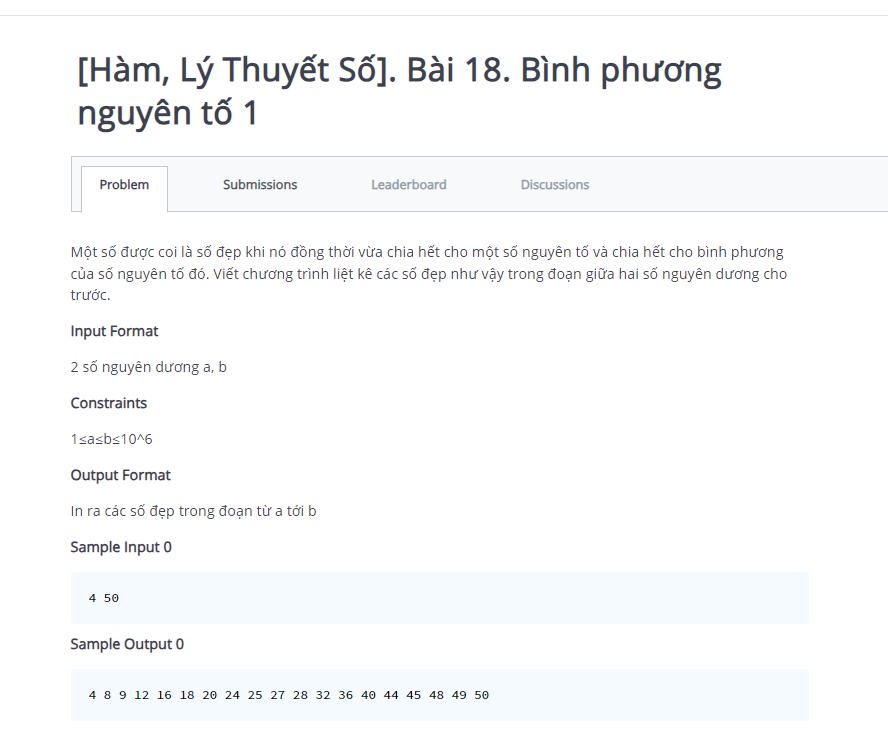 [Hàm, Lý Thuyết Số]. Bài 18. Bình phương
nguyên tố 1
Problem Submissions Leaderboard Discussions
Một số được coi là số đẹp khi nó đồng thời vừa chia hết cho một số nguyên tố và chia hết cho bình phương
của số nguyên tố đó. Viết chương trình liệt kê các số đẹp như vậy trong đoạn giữa hai số nguyên dương cho
trước.
Input Format
2 số nguyên dương a, b
Constraints
1≤a≤b≤10^6
Output Format
In ra các số đẹp trong đoạn từ a tới b
Sample Input 0
4 50
Sample Output 0
4 8 9 12 16 18 20 24 25 27 28 32 36 40 44 45 48 49 50